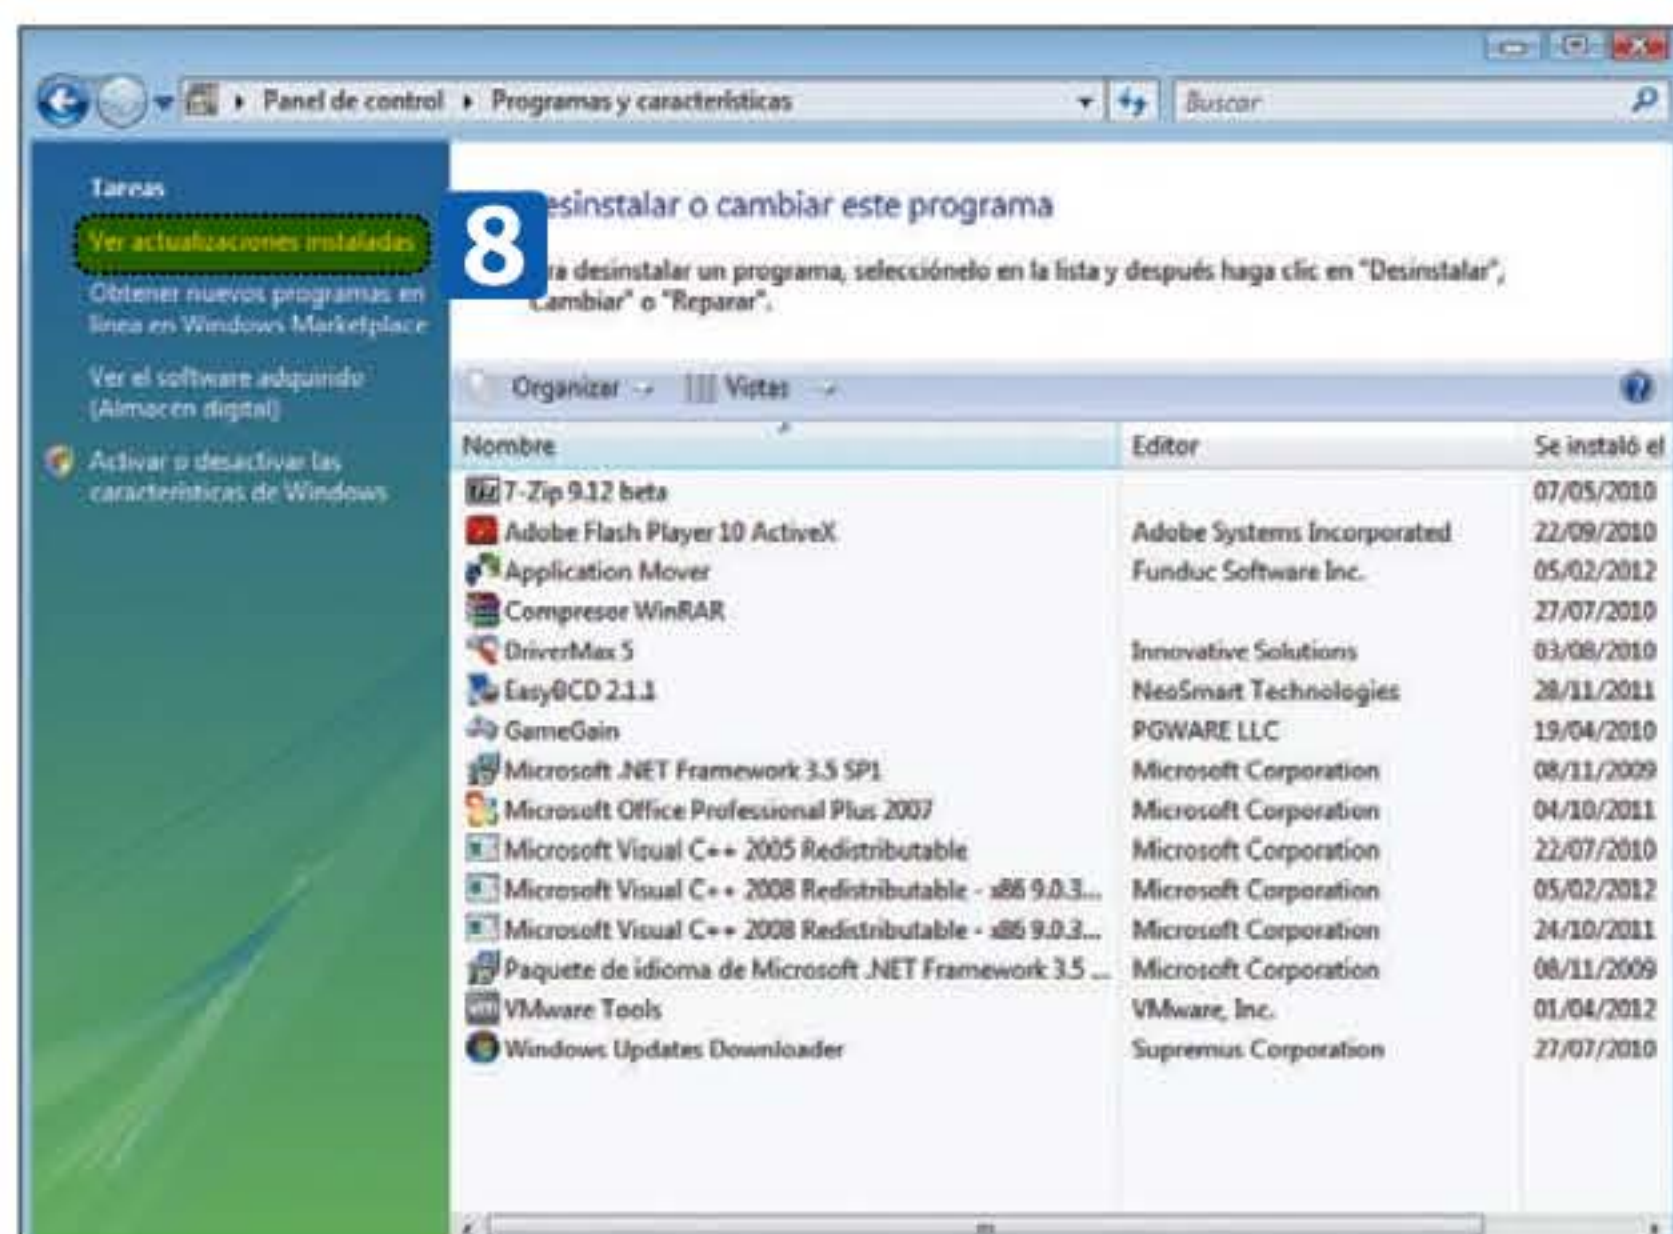 Panel de control
Programas y características
Buscar
Tareas
Ver actualizaciones instaladas
Obtener nuevos programas en
línea en Windows Marketplace
Ver el software adquirido
(Almacén digital)
Activar o desactivar las
características de Windows
8
esinstalar o cambiar este programa
ra desinstalar un programa, selecciónelo en la lista y después haga clic en "Desinstalar",
Cambiar" o "Reparar".
Organizar
Vistas
Nombre Editor Se instaló el
7-Zip 9.12 beta 07/05/2010
Adobe Flash Player 10 ActiveX Adobe Systems Incorporated 22/09/2010
Application Mover Funduc Software Inc. 05/02/2012
Compresor WinRAR 27/07/2010
DriverMax 5 Innovative Solutions 03/08/2010
EasyBCD 2.1.1 NeoSmart Technologies 28/11/2011
GameGain PGWARE LLC 19/04/2010
Microsoft .NET Framework 3.5 SP1 Microsoft Corporation 08/11/2009
Microsoft Office Professional Plus 2007 Microsoft Corporation 04/10/2011
Microsoft Visual C++ 2005 Redistributable Microsoft Corporation 22/07/2010
Microsoft Visual C++ 2008 Redistributable - x86 9.0.3... Microsoft Corporation 05/02/2012
Microsoft Visual C++ 2008 Redistributable - x86 9.0.3... Microsoft Corporation 24/10/2011
Paquete de idioma de Microsoft .NET Framework 3.5 ... Microsoft Corporation 08/11/2009
VMware Tools VMware, Inc. 01/04/2012
Windows Updates Downloader Supremus Corporation 27/07/2010